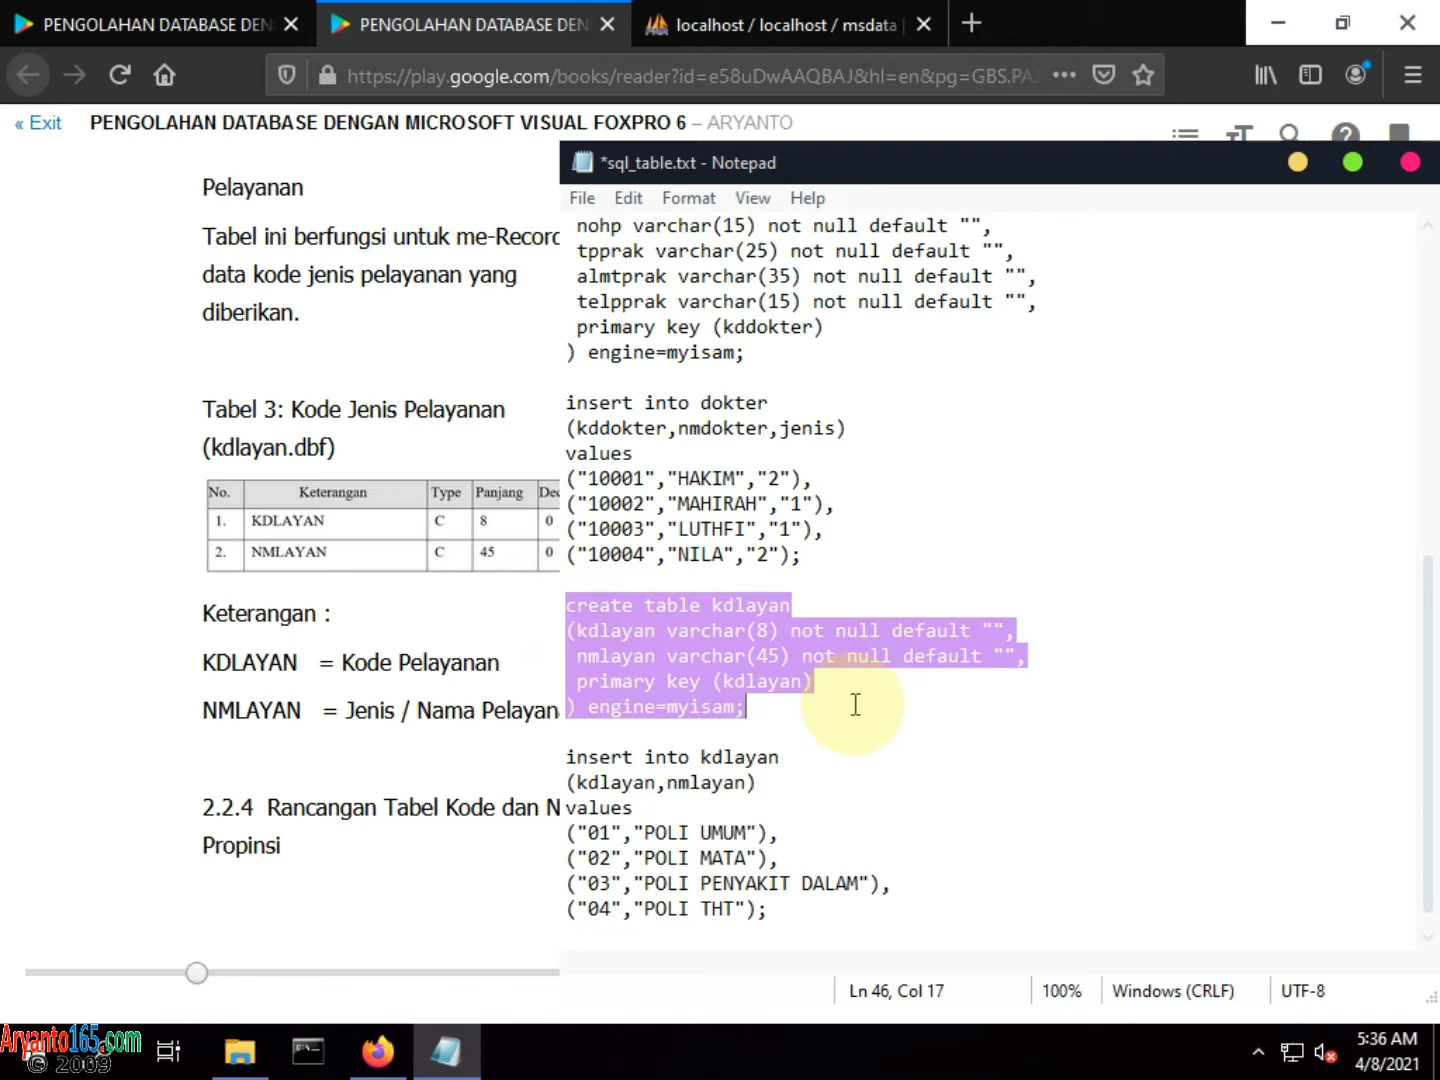 PENGOLAHAN DATABASE DEN
PENGOLAHAN DATABASE DEN
localhost / localhost / msdata |
https://play.google.com/books/reader?id=e58uDwAAQBAJ&hl=en&pg=GBS.PA2
« Exit
PENGOLAHAN DATABASE DENGAN MICROSOFT VISUAL FOXPRO 6 – ARYANTO
Pelayanan
Tabel ini berfungsi untuk me-Record
data kode jenis pelayanan yang
diberikan.
Tabel 3: Kode Jenis Pelayanan
(kdlayan.dbf)
No. Keterangan Type Panjang Dec
1. KDLAYAN C 8 0
2. NMLAYAN C 45 0
Keterangan :
KDLAYAN = Kode Pelayanan
NMLAYAN = Jenis / Nama Pelayanan
2.2.4 Rancangan Tabel Kode dan N
Propinsi
*sql_table.txt - Notepad
File Edit Format View Help
nohp varchar(15) not null default "",
tpprak varchar(25) not null default "",
almtprak varchar(35) not null default "",
telpprak varchar(15) not null default "",
primary key (kddokter)
) engine=myisam;
insert into dokter
(kddokter,nmdokter,jenis)
values
("10001","HAKIM","2"),
("10002","MAHIRAH","1"),
("10003","LUTHFI","1"),
("10004","NILA","2");
create table kdlayan
(kdlayan varchar(8) not null default "",
nmlayan varchar(45) not null default "",
primary key (kdlayan)
) engine=myisam;
insert into kdlayan
(kdlayan,nmlayan)
values
("01","POLI UMUM"),
("02","POLI MATA"),
("03","POLI PENYAKIT DALAM"),
("04","POLI THT");
Ln 46, Col 17
100%
Windows (CRLF)
UTF-8
Aryanto165.com
© 2009
5:36 AM
4/8/2021